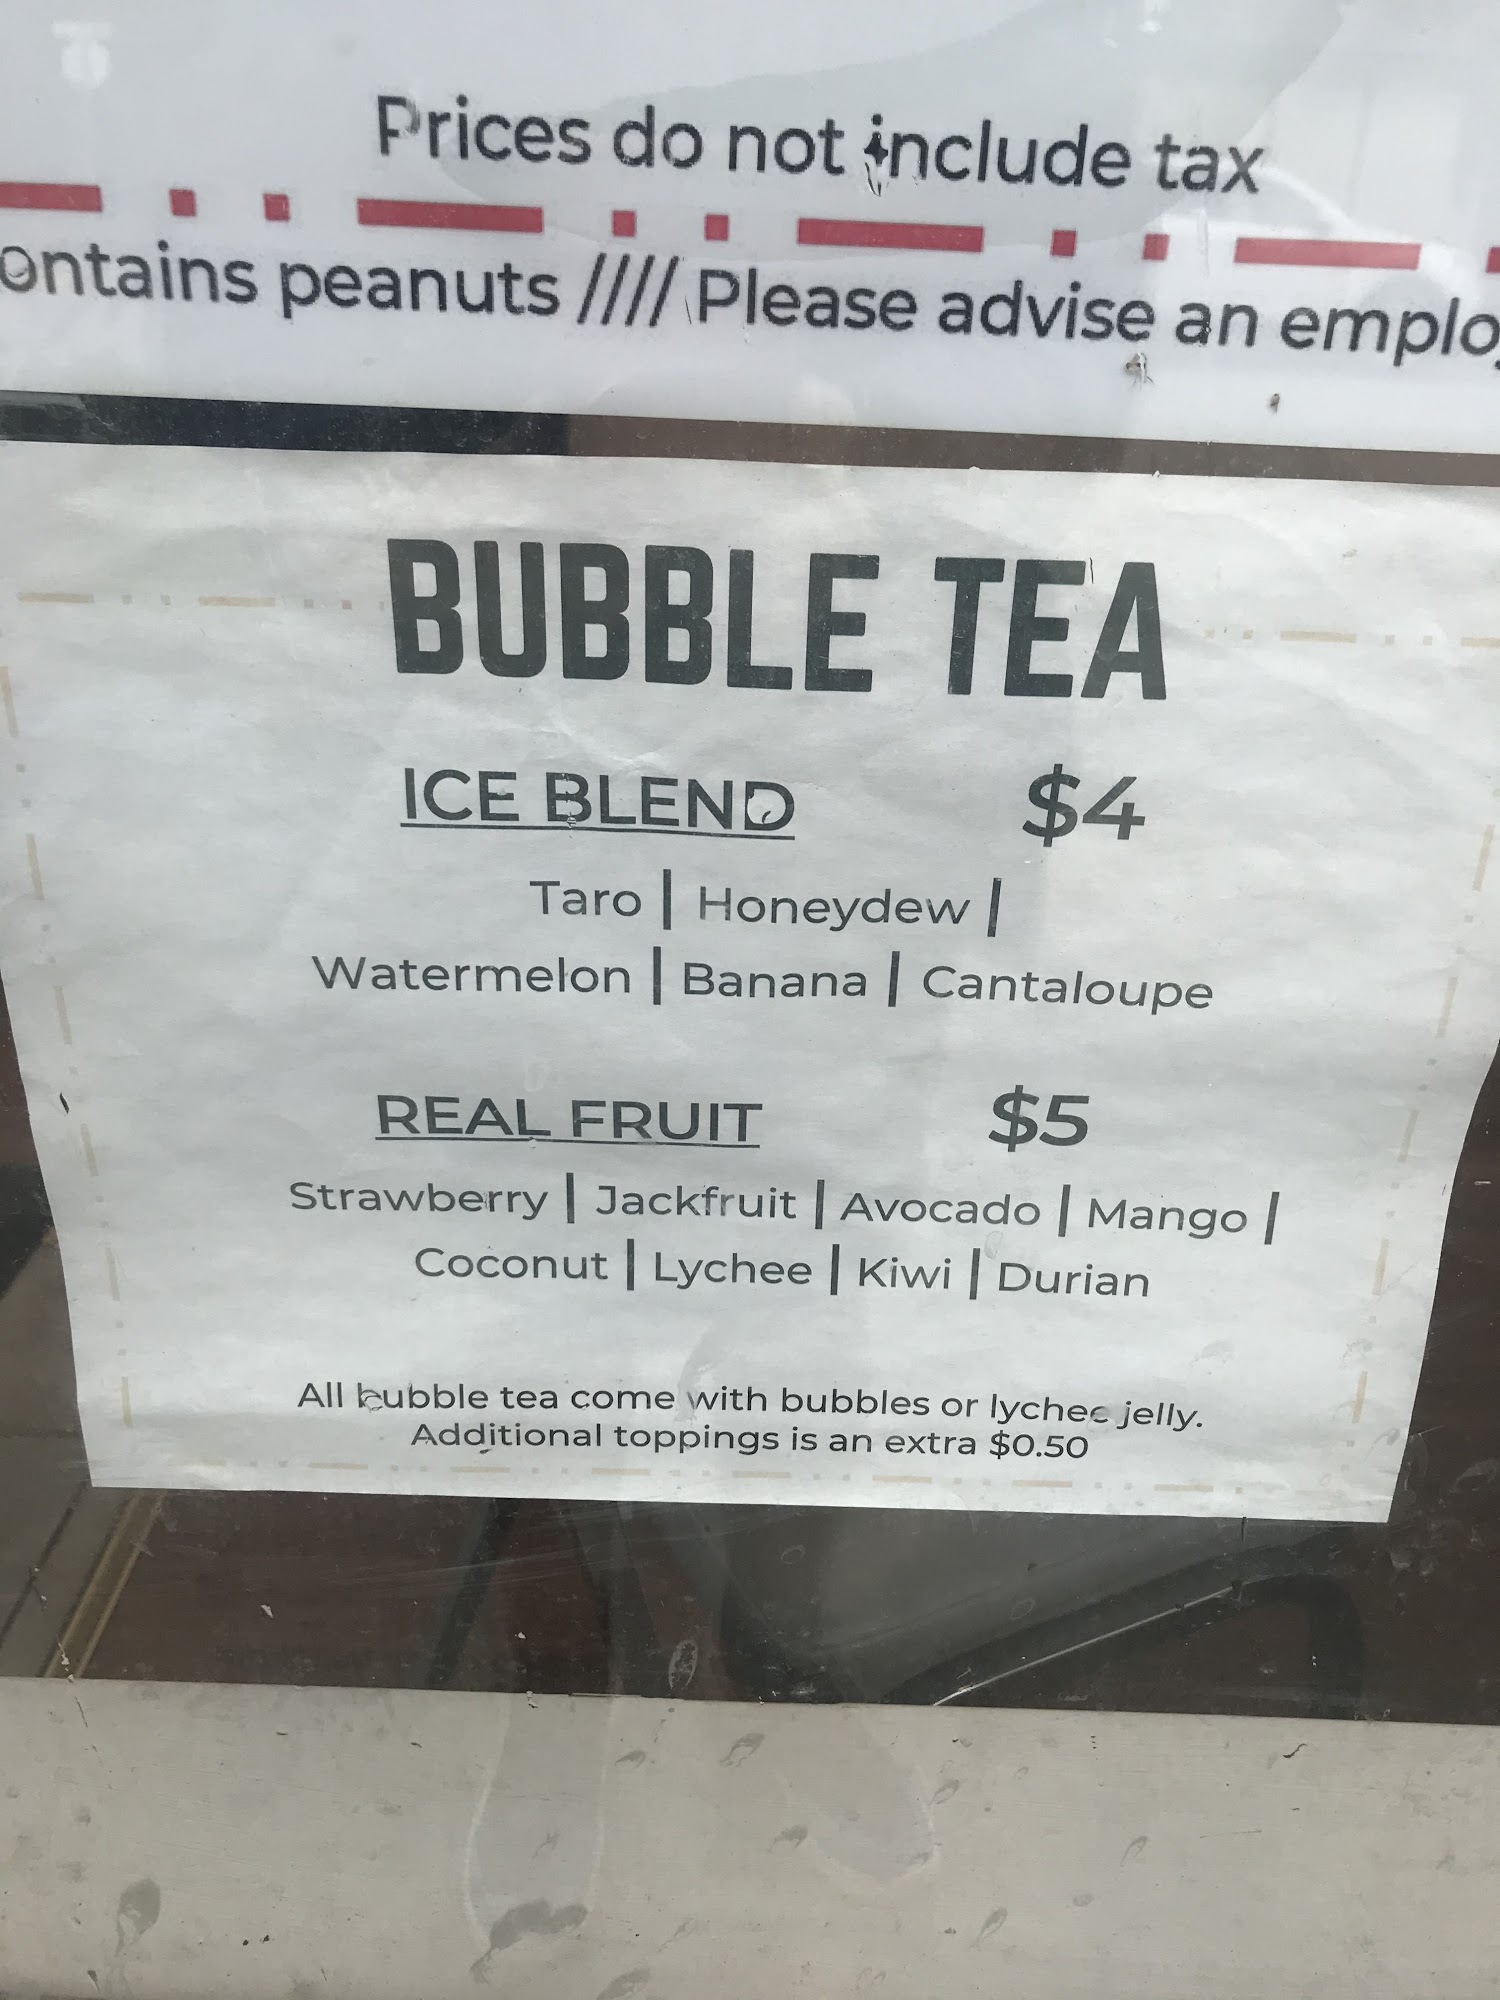 Prices do not include tax
ontains peanuts //// Please advise an emplo
BUBBLE TEA
ICE BLEND $4
Taro | Honeydew |
Watermelon | Banana | Cantaloupe
REAL FRUIT $5
Strawberry | Jackfruit | Avocado | Mango |
Coconut | Lychee | Kiwi | Durian
All bubble tea come with bubbles or lychee jelly.
Additional toppings is an extra $0.50